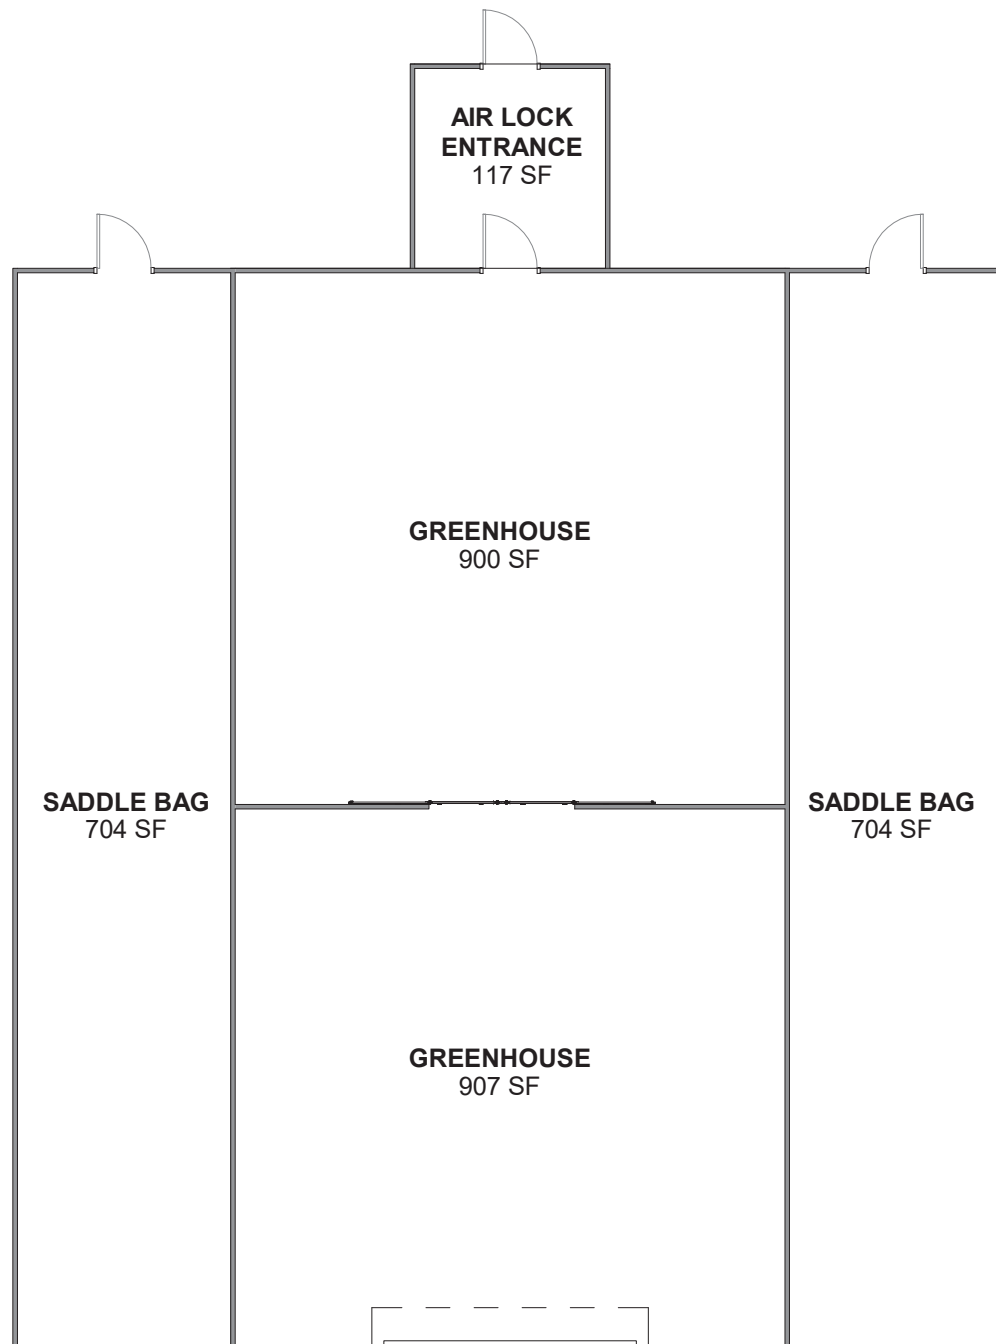 AIR LOCK
ENTRANCE
117 SF
GREENHOUSE
900 SF
SADDLE BAG
704 SF
SADDLE BAG
704 SF
GREENHOUSE
907 SF